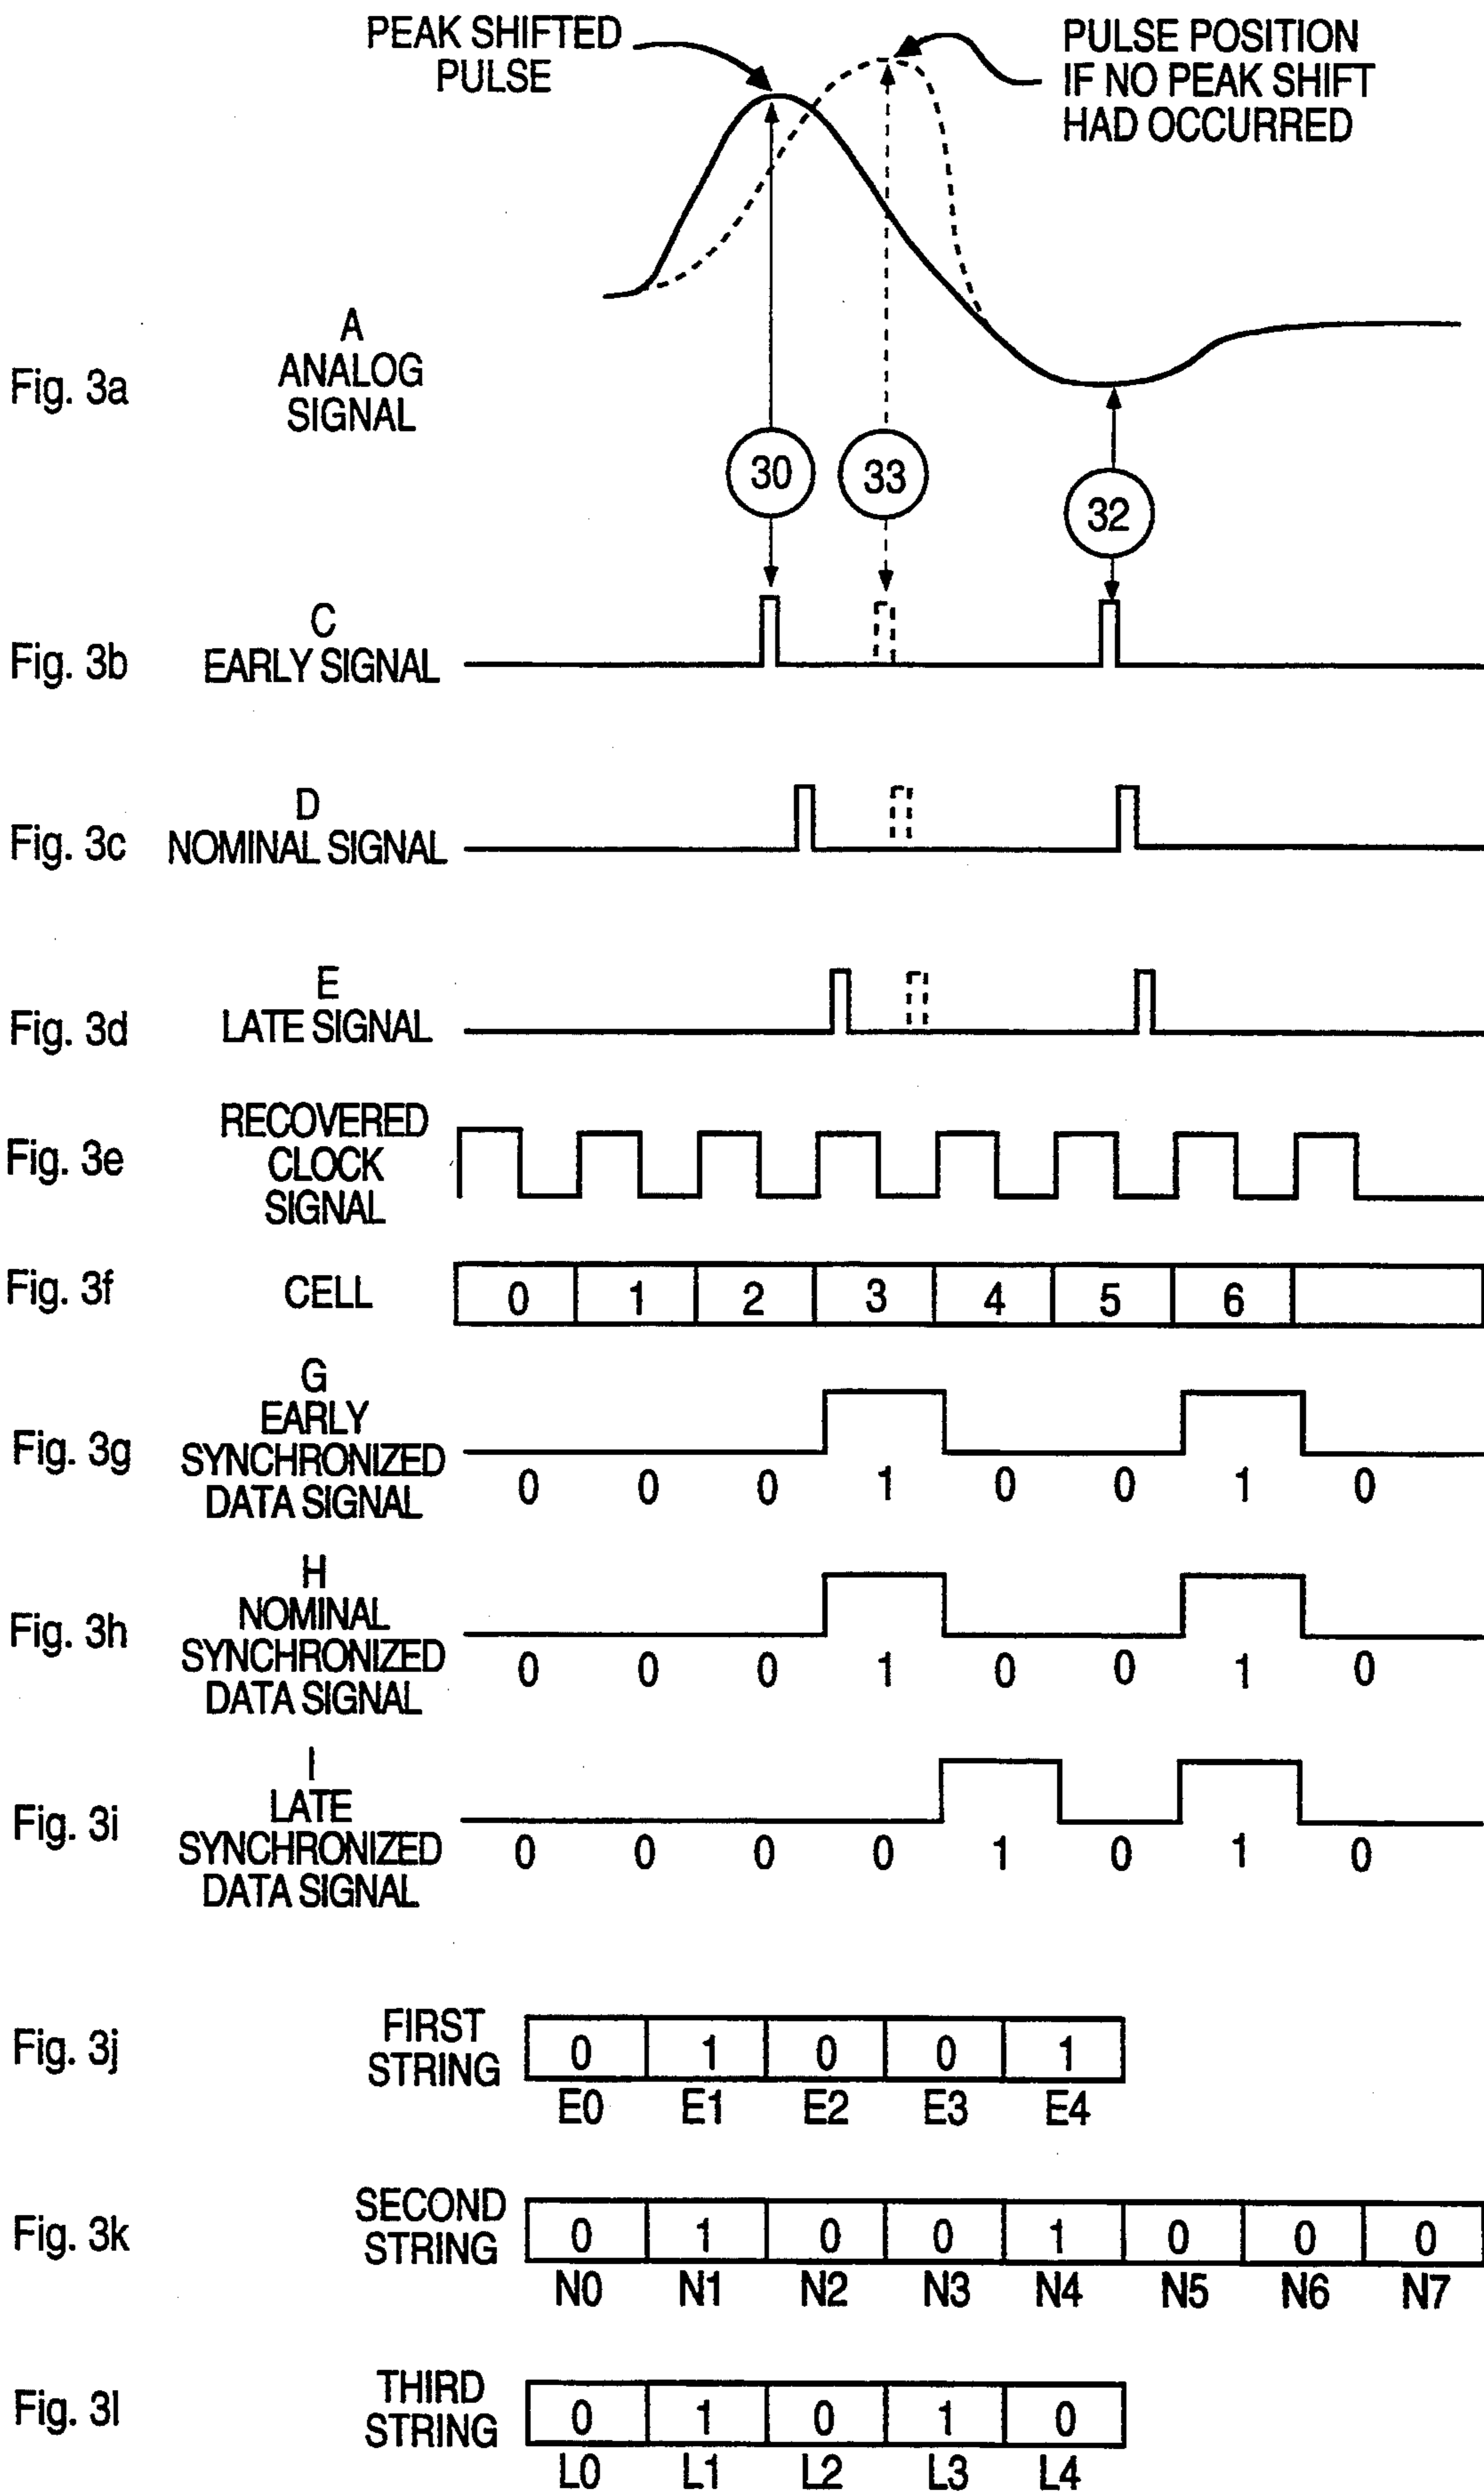 PEAK SHIFTED
PULSE
PULSE POSITION
IF NO PEAK SHIFT
HAD OCCURRED
Fig. 3a
A
ANALOG
SIGNAL
30
33
32
Fig. 3b
C
EARLY SIGNAL
Fig. 3c
D
NOMINAL SIGNAL
Fig. 3d
E
LATE SIGNAL
Fig. 3e
RECOVERED
CLOCK
SIGNAL
Fig. 3f
CELL
0 1 2 3 4 5 6
Fig. 3g
G
EARLY
SYNCHRONIZED
DATA SIGNAL
0 0 0 1 0 0 1 0
Fig. 3h
H
NOMINAL
SYNCHRONIZED
DATA SIGNAL
0 0 0 1 0 0 1 0
Fig. 3i
I
LATE
SYNCHRONIZED
DATA SIGNAL
0 0 0 0 1 0 1 0
Fig. 3j
FIRST
STRING
0 1 0 0 1
E0 E1 E2 E3 E4
Fig. 3k
SECOND
STRING
0 1 0 0 1 0 0 0
N0 N1 N2 N3 N4 N5 N6 N7
Fig. 3l
THIRD
STRING
0 1 0 1 0
L0 L1 L2 L3 L4